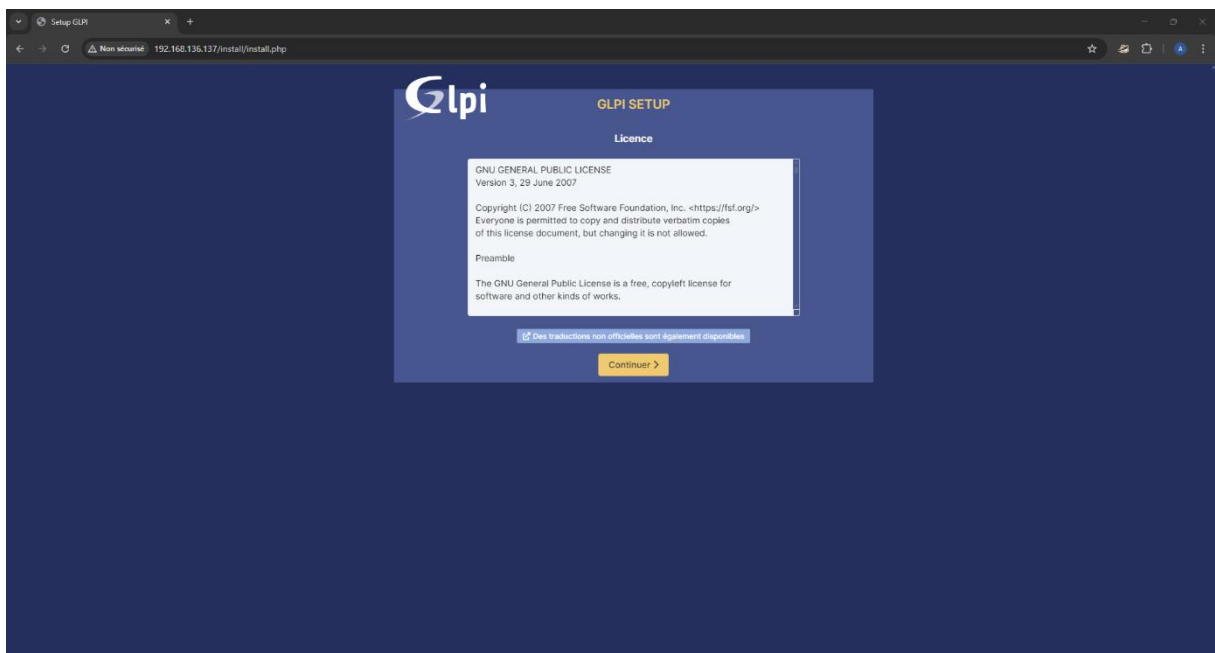 Setup GLPI
Non sécurisé 192.168.136.137/install/install.php
A
Glpi
GLPI SETUP
Licence
GNU GENERAL PUBLIC LICENSE
Version 3, 29 June 2007
Copyright (C) 2007 Free Software Foundation, Inc. <https://fsf.org/>
Everyone is permitted to copy and distribute verbatim copies
of this license document, but changing it is not allowed.
Preamble
The GNU General Public License is a free, copyleft license for
software and other kinds of works.
Des traductions non officielles sont également disponibles
Continuer